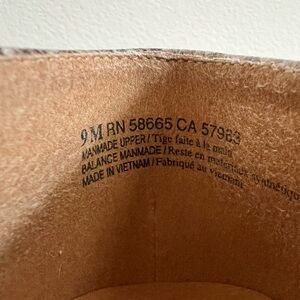 9 M RN 58665 CA 57983
MANMADE UPPER / Tige faite à la main
BALANCE MANMADE / Reste en matériaux synthétique
MADE IN VIETNAM / Fabriqué au vietnam